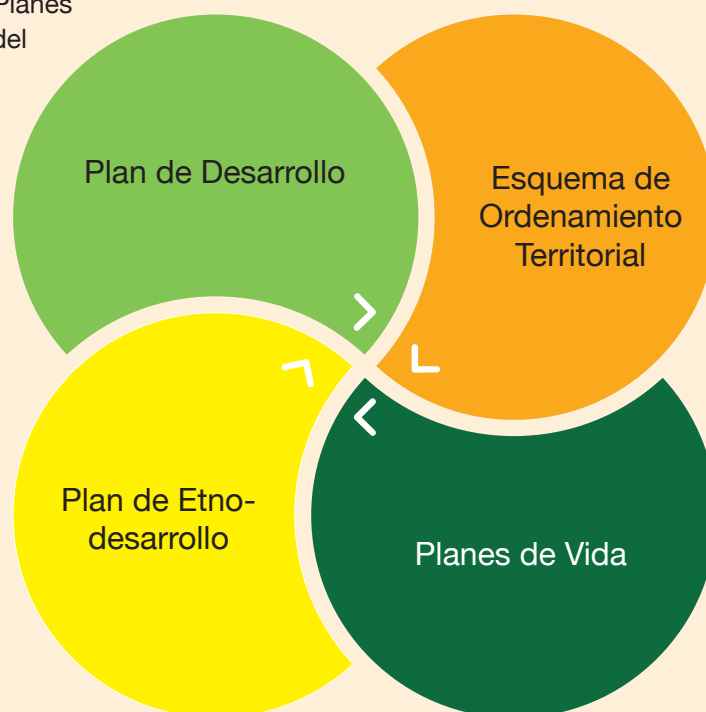 Planes
del
Plan de Desarrollo
Esquema de
Ordenamiento
Territorial
Plan de Etno-
desarrollo
Planes de Vida